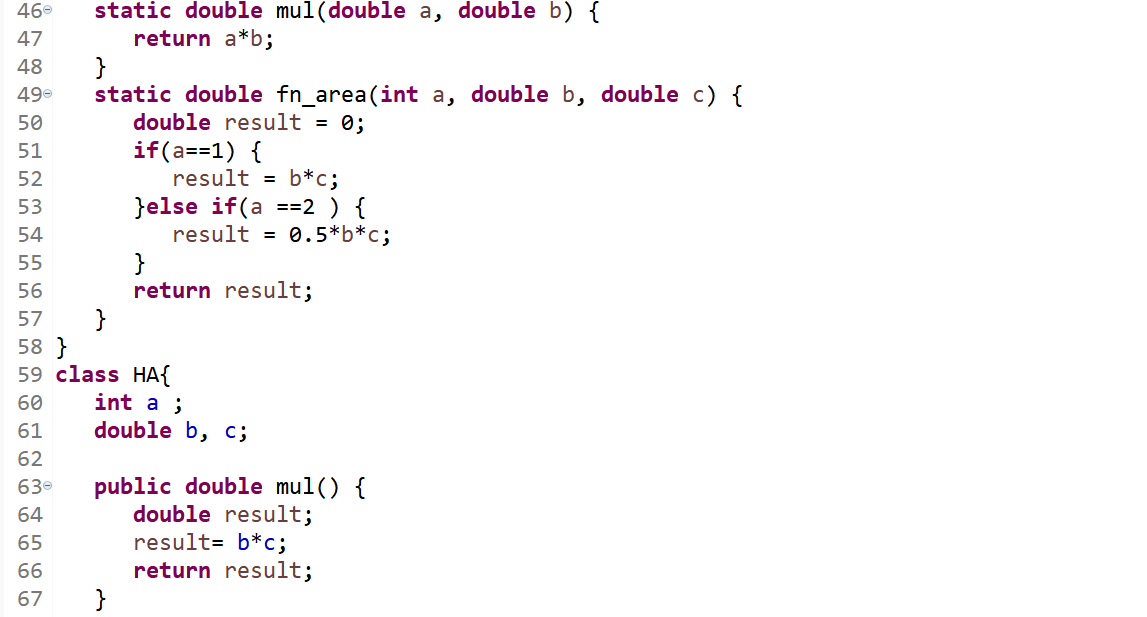 46 static double mul(double a, double b) {
47 return a*b;
48 }
49 static double fn_area(int a, double b, double c) {
50 double result = 0;
51 if(a==1) {
52 result = b*c;
53 }else if(a ==2 ) {
54 result = 0.5*b*c;
55 }
56 return result;
57 }
58 }
59 class HA{
60 int a ;
61 double b, c;
62
63 public double mul() {
64 double result;
65 result= b*c;
66 return result;
67 }